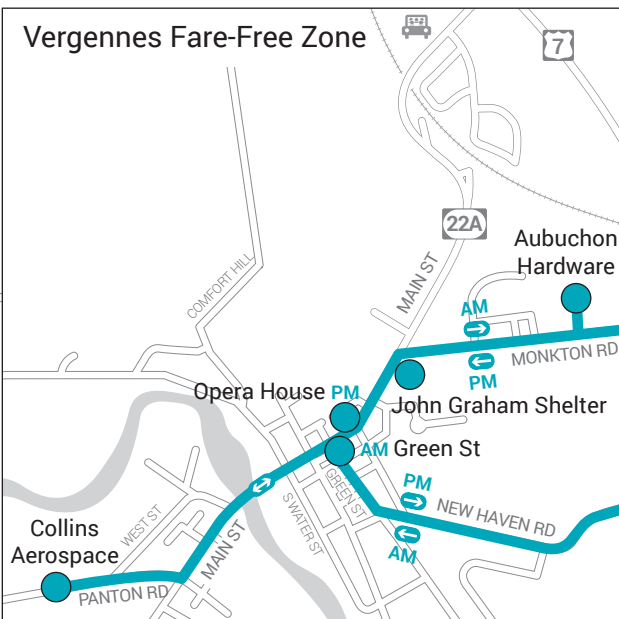 Vergennes Fare-Free Zone
7
22A
Aubuchon
Hardware
COMFORT HILL
MAIN ST
AM
MONKTON RD
PM
Opera House PM
John Graham Shelter
AM Green St
GREEN ST
PM
NEW HAVEN RD
AM
S WATER ST
WEST ST
MAIN ST
Collins
Aerospace
PANTON RD